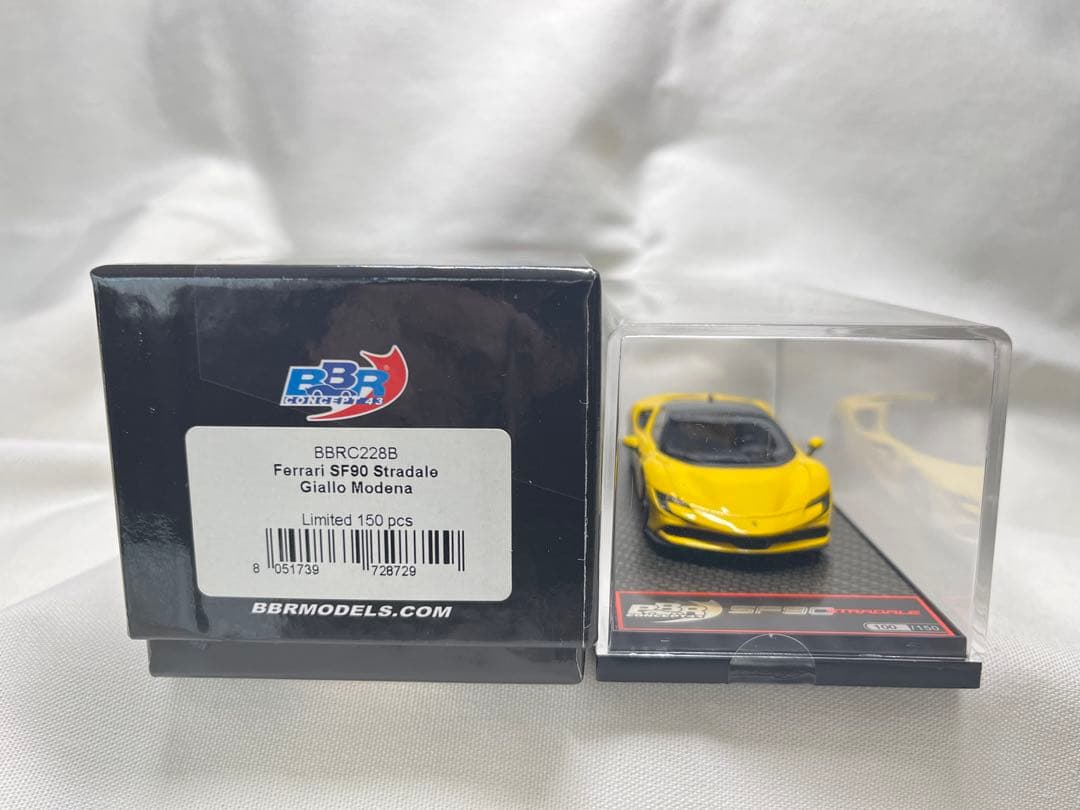 BBR
CONCEPT 43
BBRC228B
Ferrari SF90 Stradale
Giallo Modena
Limited 150 pcs
8 051739 728729
BBRMODELS.COM
BBR SF90 STRADALE
CONCEPT43
100 /150